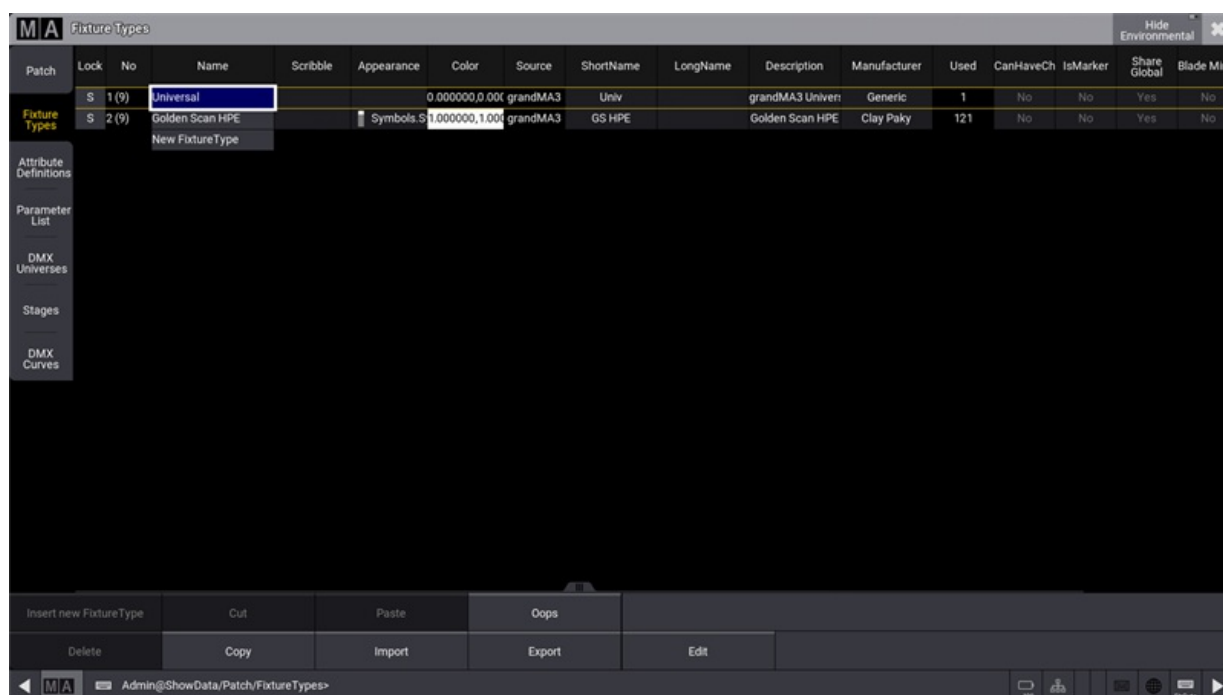 MA Fixture Types Hide Environmental
Patch Lock No Name Scribble Appearance Color Source ShortName LongName Description Manufacturer Used CanHaveCh IsMarker Share Global Blade Mi
S 1 (9) Universal 0.000000,0.00( grandMA3 Univ grandMA3 Univer Generic 1 No No Yes No
Fixture Types S 2 (9) Golden Scan HPE Symbols.S 1.000000,1.000 grandMA3 GS HPE Golden Scan HPE Clay Paky 121 No No Yes No
New FixtureType
Attribute Definitions
Parameter List
DMX Universes
Stages
DMX Curves
Insert new FixtureType Cut Paste Oops
Delete Copy Import Export Edit
MA Admin@ShowData/Patch/FixtureTypes>